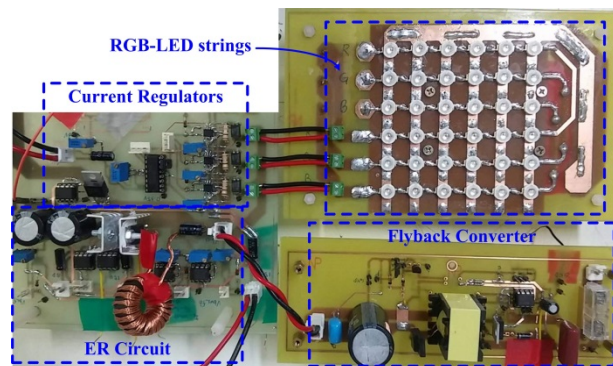 RGB-LED strings
Current Regulators
R
G
B
Flyback Converter
ER Circuit